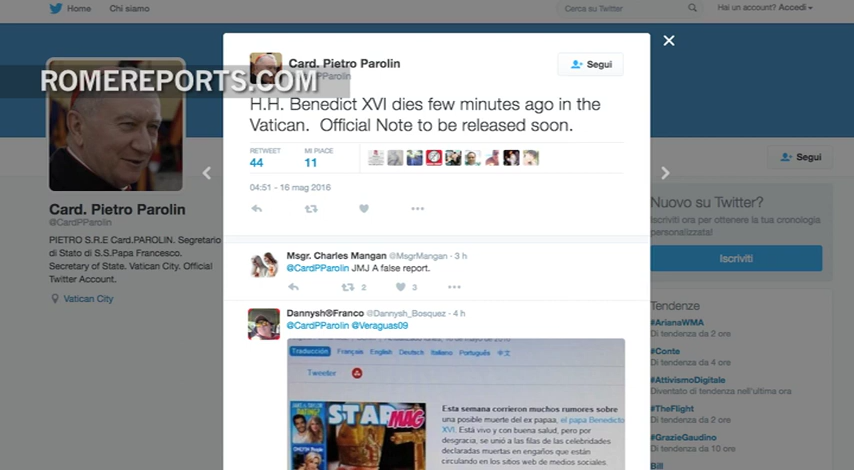 Home Chi siamo
Cerca su Twitter
Hai un account? Accedi
ROMEREPORTS.COM
Card. Pietro Parolin
Segui
H.H. Benedict XVI dies few minutes ago in the
Vatican. Official Note to be released soon.
RETWEET MI PIACE
44 11
04:51 - 16 mag 2016
Card. Pietro Parolin
@CardPParolin
PIETRO S.R.E Card.PAROLIN. Segretario
di Stato di S.S.Papa Francesco.
Secretary of State. Vatican City. Official
Twitter Account.
Vatican City
Msgr. Charles Mangan @MsgrMangan · 3 h
@CardPParolin JMJ A false report.
2 3
Dannysh®Franco @Dannysh_Bosquez · 4 h
@CardPParolin @Veraguas09
Traducción Français English Deutsch Italiano Português 中文
Tweeter
STAR
MAG
Esta semana corrieron muchos rumores sobre
una posible muerte del ex papa, el papa Benedicto
XVI. Está vivo y con buena salud, pero por
desgracia, se unió a las filas de las celebridades
declaradas muertas en engaños que están
circulando en los sitios web de medios sociales.
Segui
Nuovo su Twitter?
Iscriviti ora per ottenere la tua cronologia
personalizzata!
Iscriviti
Tendenze
#ArianaWMA
Di tendenza da 2 ore
#Conte
Di tendenza da 4 ore
#AttivismoDigitale
Diventato di tendenza nell'ultima ora
#TheFlight
Di tendenza da 2 ore
#GrazieGaudino
Di tendenza da 10 ore
Bill